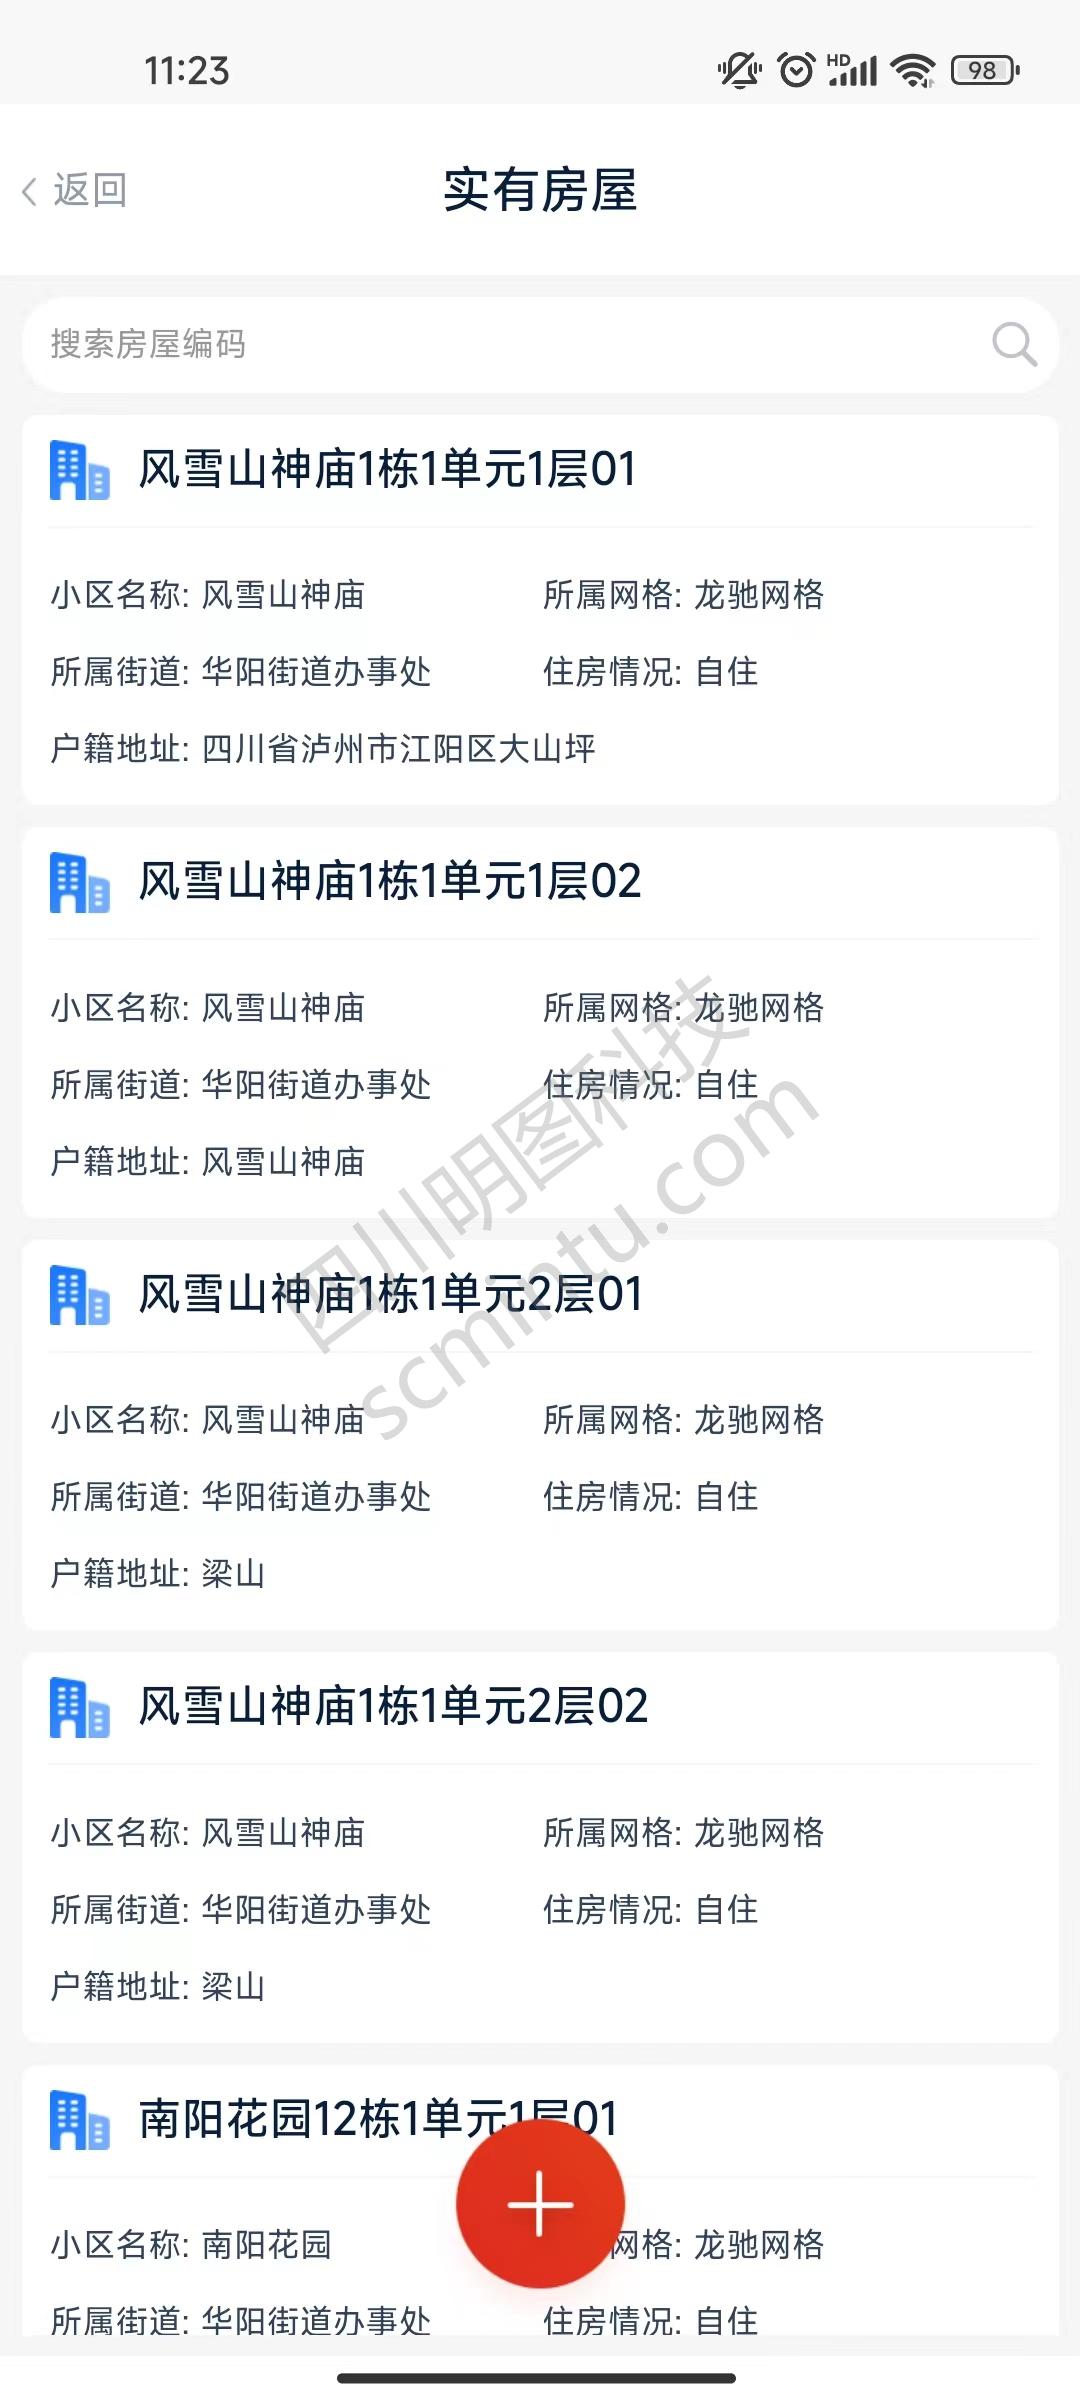 11:23
HD
98
返回
实有房屋
搜索房屋编码
风雪山神庙1栋1单元1层01
小区名称: 风雪山神庙 所属网格: 龙驰网格
所属街道: 华阳街道办事处 住房情况: 自住
户籍地址: 四川省泸州市江阳区大山坪
风雪山神庙1栋1单元1层02
小区名称: 风雪山神庙 所属网格: 龙驰网格
所属街道: 华阳街道办事处 住房情况: 自住
户籍地址: 风雪山神庙
四川明图科技
scmintu.com
风雪山神庙1栋1单元2层01
小区名称: 风雪山神庙 所属网格: 龙驰网格
所属街道: 华阳街道办事处 住房情况: 自住
户籍地址: 梁山
风雪山神庙1栋1单元2层02
小区名称: 风雪山神庙 所属网格: 龙驰网格
所属街道: 华阳街道办事处 住房情况: 自住
户籍地址: 梁山
南阳花园12栋1单元1层01
小区名称: 南阳花园 网格: 龙驰网格
所属街道: 华阳街道办事处 住房情况: 自住